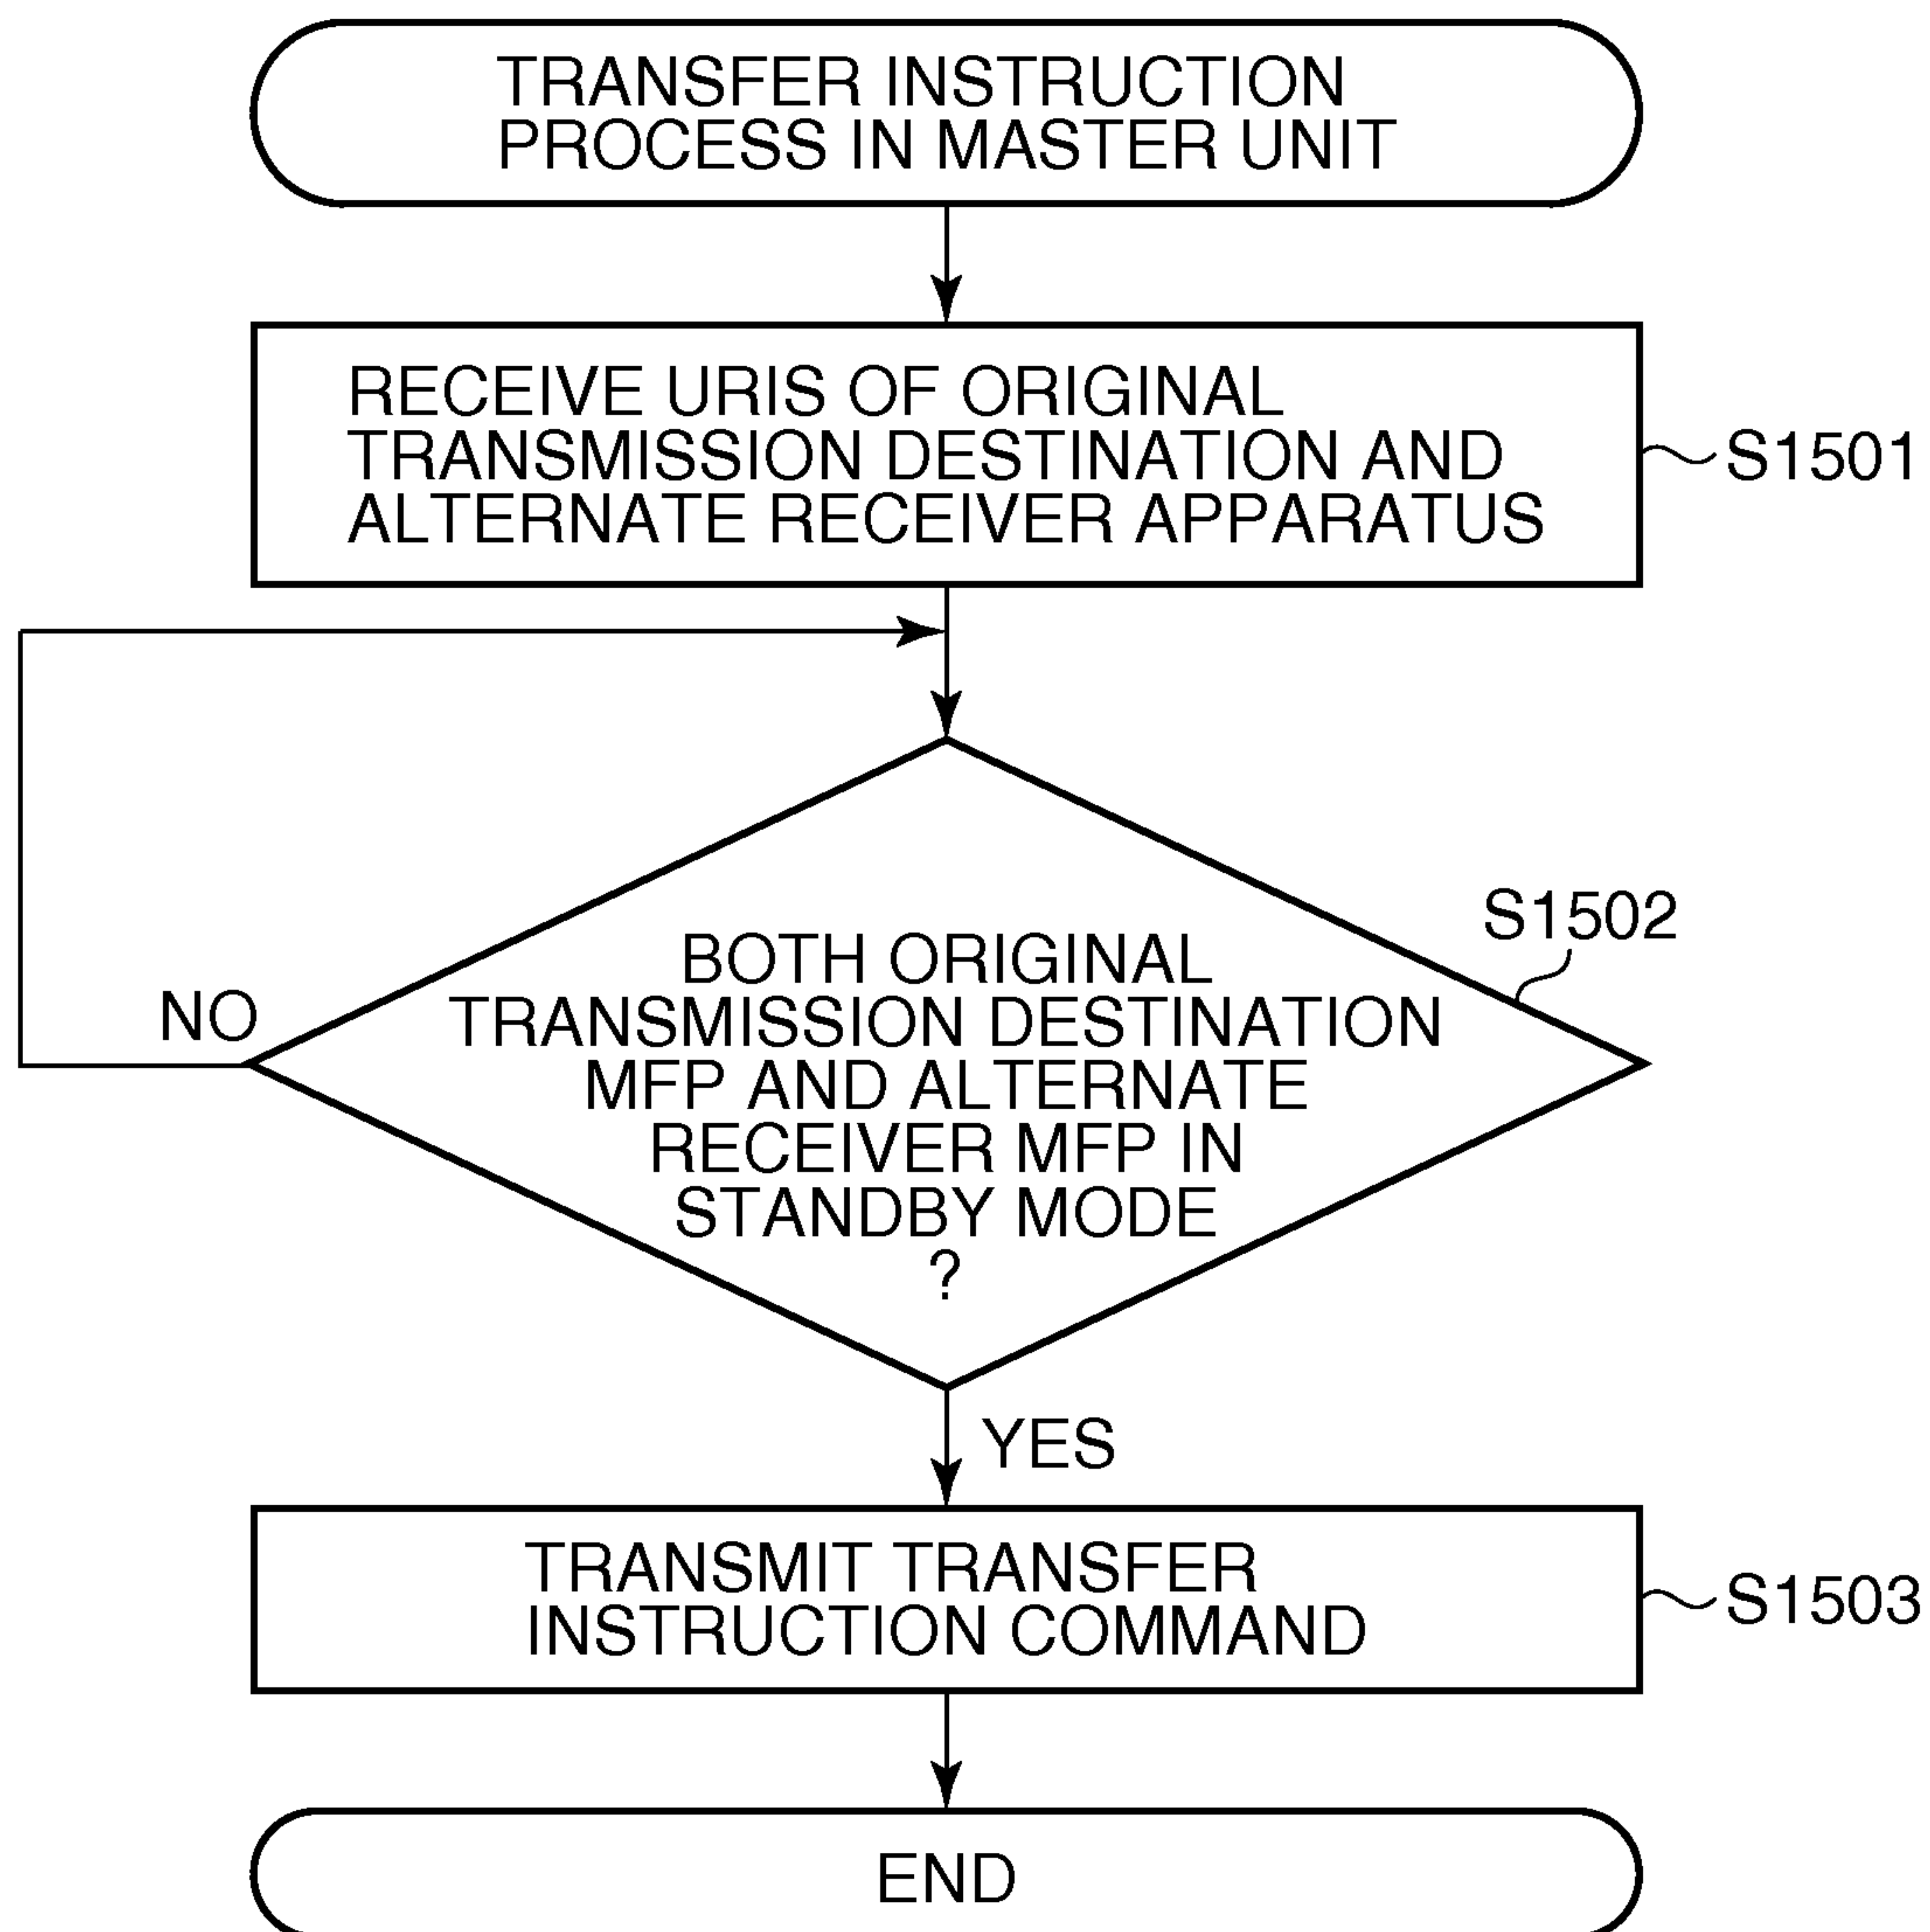 TRANSFER INSTRUCTION
PROCESS IN MASTER UNIT
RECEIVE URIS OF ORIGINAL
TRANSMISSION DESTINATION AND
ALTERNATE RECEIVER APPARATUS
S1501
S1502
BOTH ORIGINAL
TRANSMISSION DESTINATION
MFP AND ALTERNATE
RECEIVER MFP IN
STANDBY MODE
?
NO
YES
TRANSMIT TRANSFER
INSTRUCTION COMMAND
S1503
END